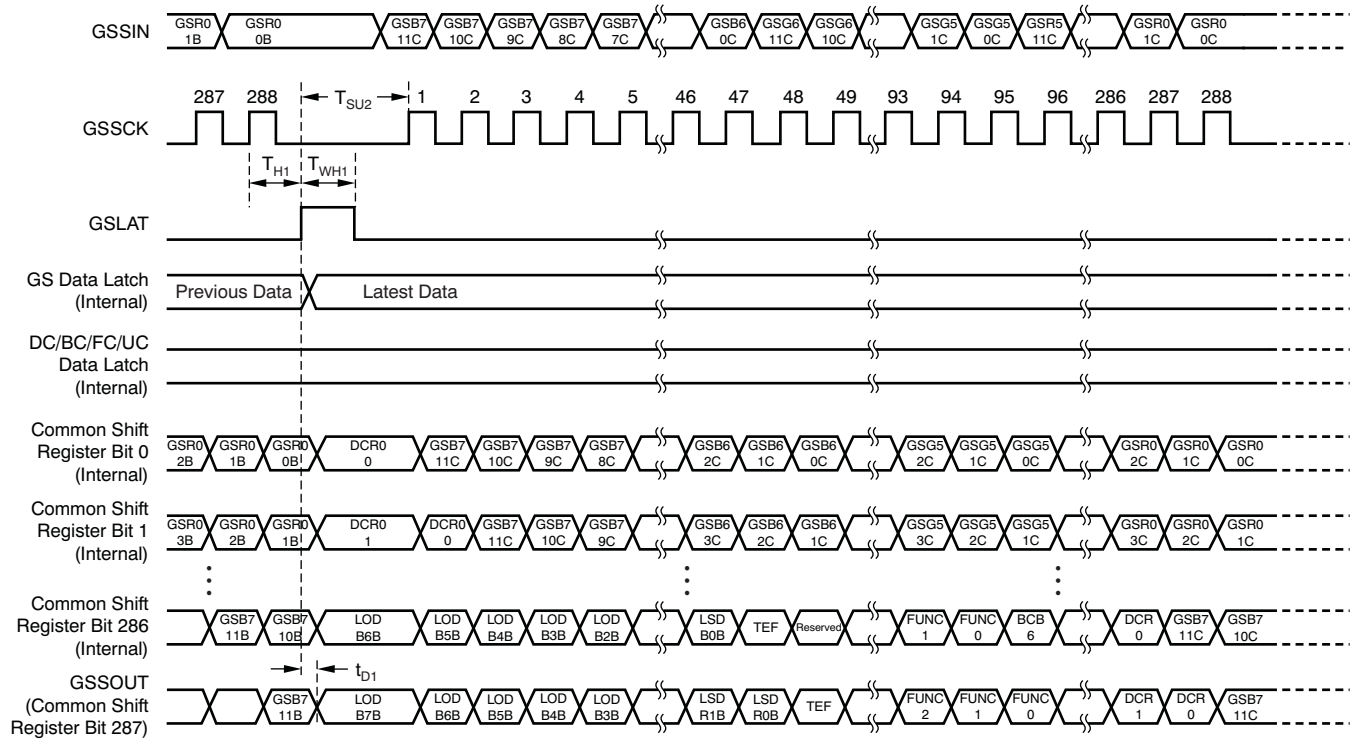 GSSIN
GSR0 1B
GSR0 0B
GSB7 11C
GSB7 10C
GSB7 9C
GSB7 8C
GSB7 7C
GSB6 0C
GSG6 11C
GSG6 10C
GSG5 1C
GSG5 0C
GSR5 11C
GSR0 1C
GSR0 0C
GSSCK
287 288 TSU2 1 2 3 4 5 46 47 48 49 93 94 95 96 286 287 288
TH1 TWH1
GSLAT
GS Data Latch
(Internal)
Previous Data
Latest Data
DC/BC/FC/UC
Data Latch
(Internal)
Common Shift
Register Bit 0
(Internal)
GSR0 2B
GSR0 1B
GSR0 0B
DCR0 0
GSB7 11C
GSB7 10C
GSB7 9C
GSB7 8C
GSB6 2C
GSB6 1C
GSB6 0C
GSG5 2C
GSG5 1C
GSG5 0C
GSR0 2C
GSR0 1C
GSR0 0C
Common Shift
Register Bit 1
(Internal)
GSR0 3B
GSR0 2B
GSR0 1B
DCR0 1
DCR0 0
GSB7 11C
GSB7 10C
GSB7 9C
GSB6 3C
GSB6 2C
GSB6 1C
GSG5 3C
GSG5 2C
GSG5 1C
GSR0 3C
GSR0 2C
GSR0 1C
Common Shift
Register Bit 286
(Internal)
GSB7 11B
GSB7 10B
LOD B6B
LOD B5B
LOD B4B
LOD B3B
LOD B2B
LSD B0B
TEF
Reserved
FUNC 1
FUNC 0
BCB 6
DCR 0
GSB7 11C
GSB7 10C
tD1
GSSOUT
(Common Shift
Register Bit 287)
GSB7 11B
LOD B7B
LOD B6B
LOD B5B
LOD B4B
LOD B3B
LSD R1B
LSD R0B
TEF
FUNC 2
FUNC 1
FUNC 0
DCR 1
DCR 0
GSB7 11C